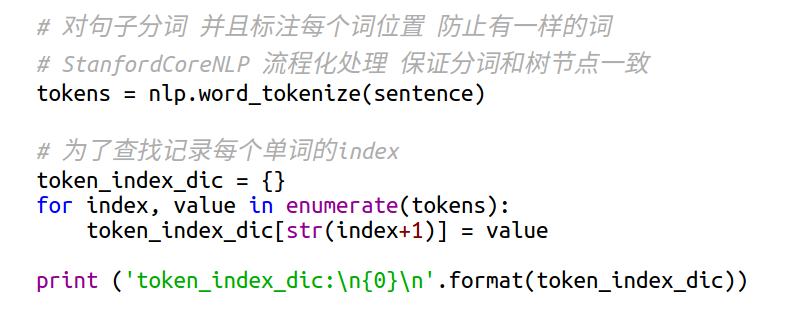 # 对句子分词 并且标注每个词位置 防止有一样的词
# StanfordCoreNLP 流程化处理 保证分词和树节点一致
tokens = nlp.word_tokenize(sentence)
# 为了查找记录每个单词的index
token_index_dic = {}
for index, value in enumerate(tokens):
    token_index_dic[str(index+1)] = value
print ('token_index_dic:\n{0}\n'.format(token_index_dic))